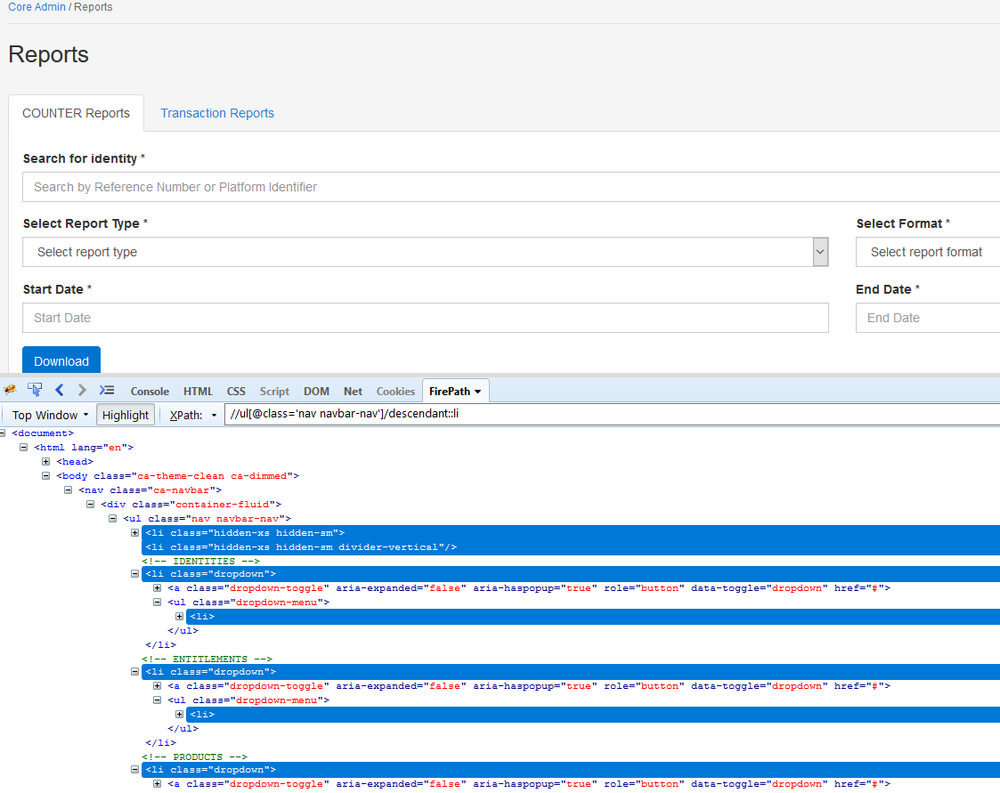 Core Admin / Reports
Reports
COUNTER Reports Transaction Reports
Search for identity *
Search by Reference Number or Platform Identifier
Select Report Type * Select Format *
Select report type Select report format
Start Date * End Date *
Start Date End Date
Download
Console HTML CSS Script DOM Net Cookies FirePath
Top Window Highlight XPath: //ul[@class='nav navbar-nav']/descendant::li
<document>
<html lang="en">
<head>
<body class="ca-theme-clean ca-dimmed">
<nav class="ca-navbar">
<div class="container-fluid">
<ul class="nav navbar-nav">
<li class="hidden-xs hidden-sm">
<li class="hidden-xs hidden-sm divider-vertical"/>
<!-- IDENTITIES -->
<li class="dropdown">
<a class="dropdown-toggle" aria-expanded="false" aria-haspopup="true" role="button" data-toggle="dropdown" href="#">
<ul class="dropdown-menu">
<li>
</ul>
</li>
<!-- ENTITLEMENTS -->
<li class="dropdown">
<a class="dropdown-toggle" aria-expanded="false" aria-haspopup="true" role="button" data-toggle="dropdown" href="#">
<ul class="dropdown-menu">
<li>
</ul>
</li>
<!-- PRODUCTS -->
<li class="dropdown">
<a class="dropdown-toggle" aria-expanded="false" aria-haspopup="true" role="button" data-toggle="dropdown" href="#">